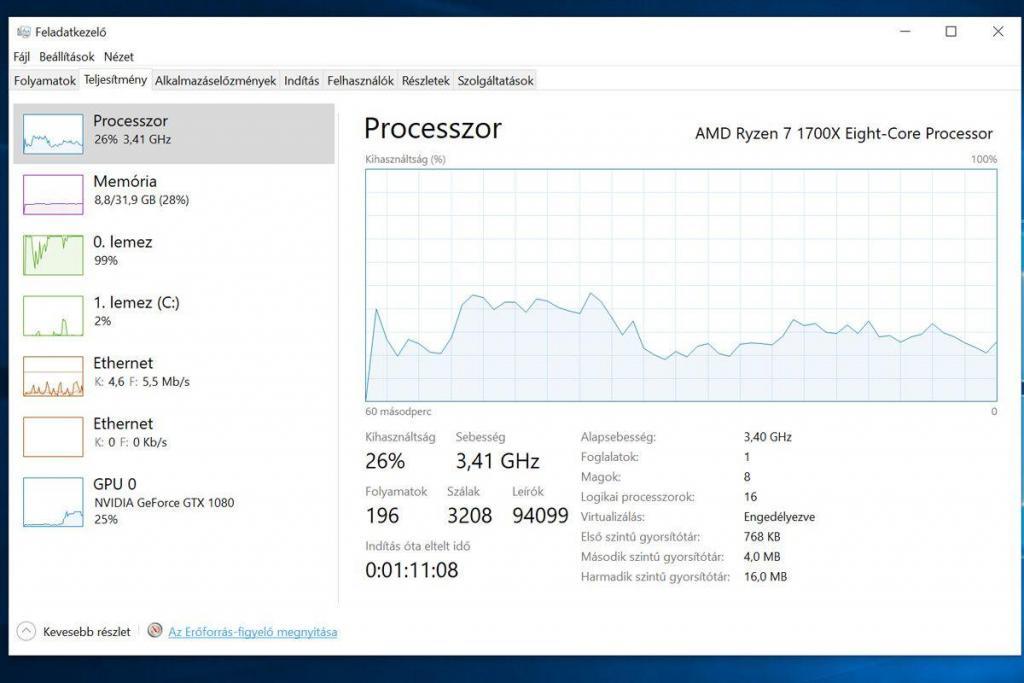 Feladatkezelő
Fájl Beállítások Nézet
Folyamatok Teljesítmény Alkalmazáselőzmények Indítás Felhasználók Részletek Szolgáltatások
Processzor
26% 3,41 GHz
Memória
8,8/31,9 GB (28%)
0. lemez
99%
1. lemez (C:)
2%
Ethernet
K: 4,6 F: 5,5 Mb/s
Ethernet
K: 0 F: 0 Kb/s
GPU 0
NVIDIA GeForce GTX 1080
25%
Processzor
AMD Ryzen 7 1700X Eight-Core Processor
Kihasználtság (%) 100%
60 másodperc 0
Kihasználtság Sebesség
26% 3,41 GHz
Folyamatok Szálak Leírók
196 3208 94099
Indítás óta eltelt idő
0:01:11:08
Alapsebesség: 3,40 GHz
Foglalatok: 1
Magok: 8
Logikai processzorok: 16
Virtualizálás: Engedélyezve
Első szintű gyorsítótár: 768 KB
Második szintű gyorsítótár: 4,0 MB
Harmadik szintű gyorsítótár: 16,0 MB
Kevesebb részlet
Az Erőforrás-figyelő megnyitása